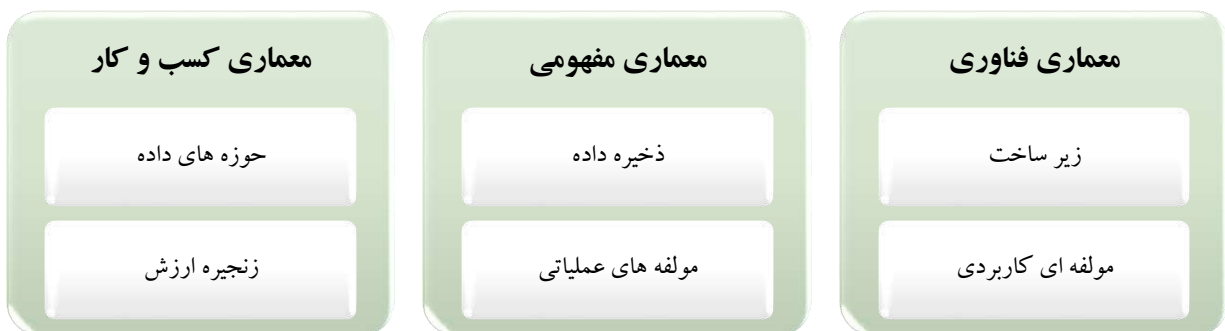 معماری فناوری
زیر ساخت
مولفه ای کاربردی
معماری مفهومی
ذخیره داده
مولفه های عملیاتی
معماری کسب و کار
حوزه های داده
زنجیره ارزش